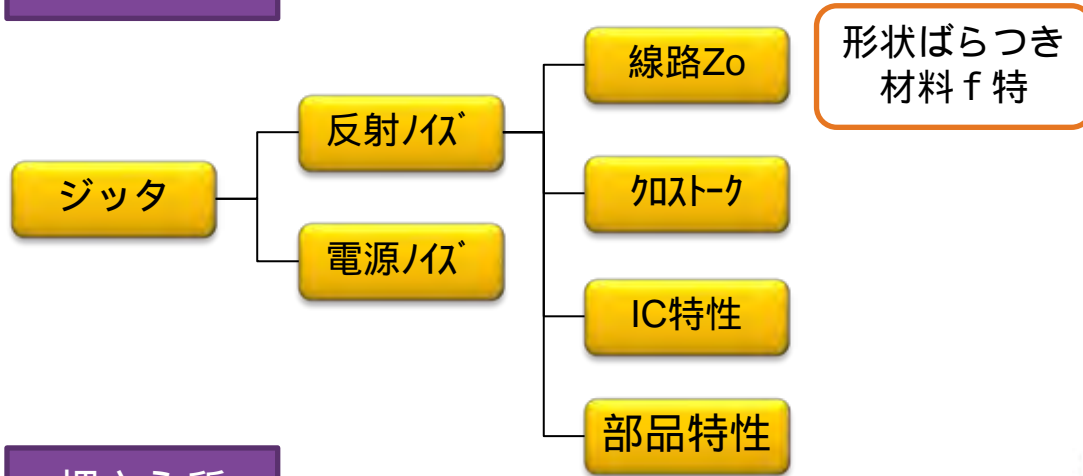 線路Zo
形状ばらつき
材料ｆ特
反射ﾉｲｽﾞ
ジッタ
ｸﾛｽﾄｰｸ
電源ﾉｲｽﾞ
IC特性
部品特性